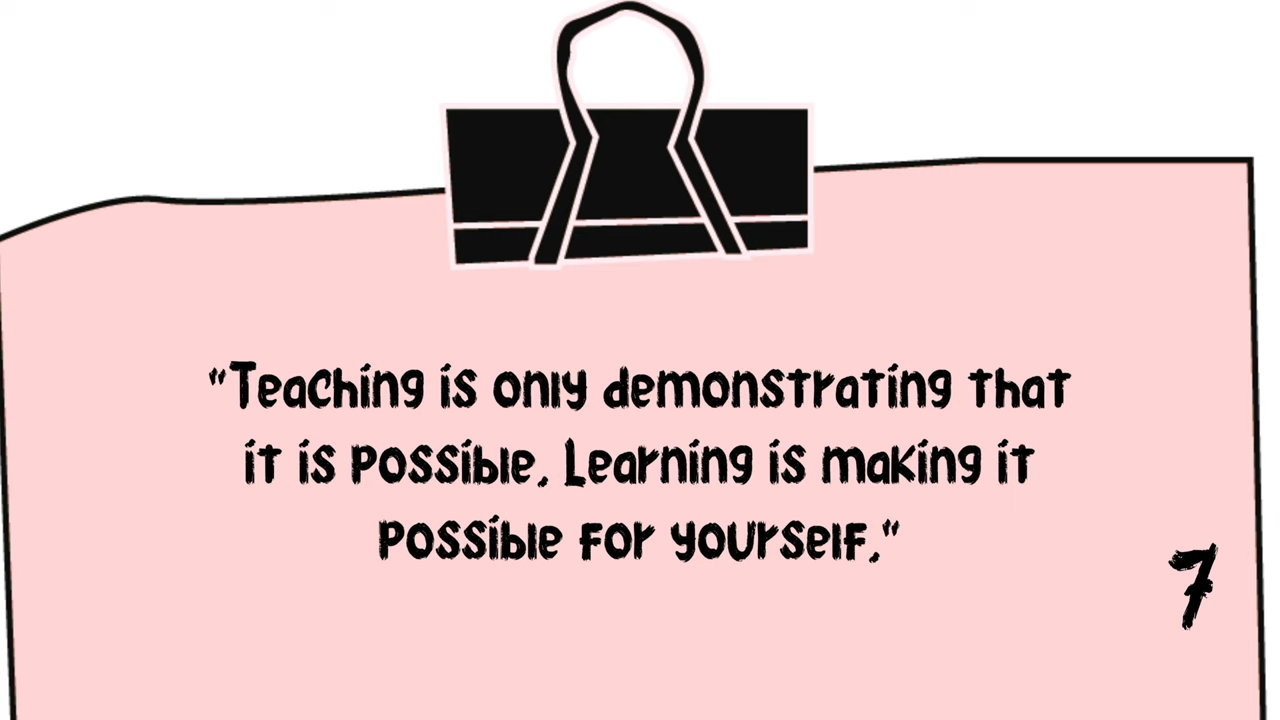 "Teaching is only demonstrating that
it is possible. Learning is making it
possible for yourself."
7